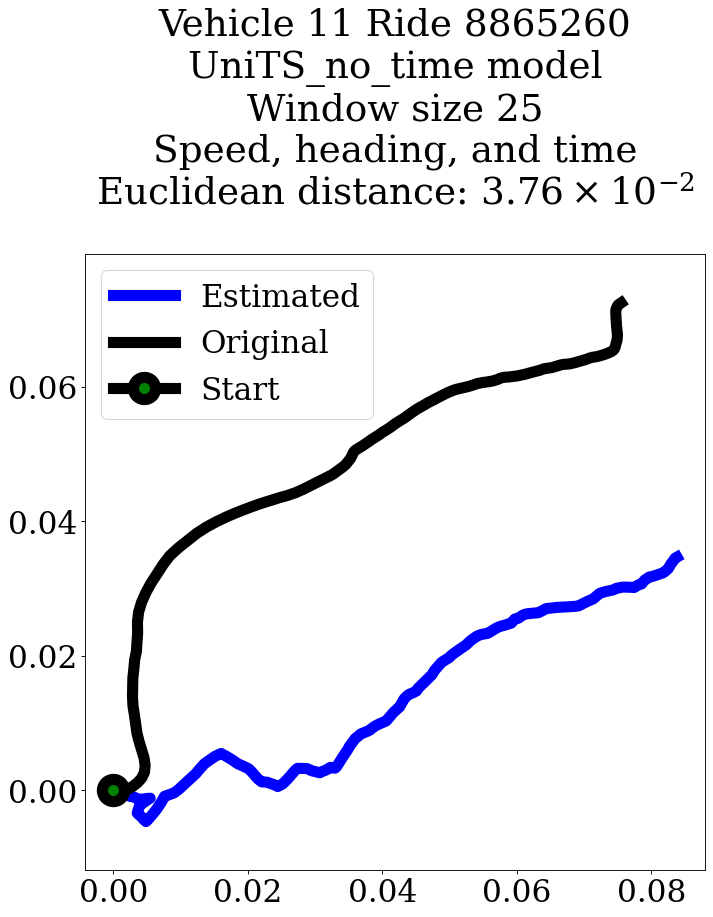 Vehicle 11 Ride 8865260
UniTS_no_time model
Window size 25
Speed, heading, and time
Euclidean distance: 3.76 × 10⁻²
Estimated
Original
Start
0.06
0.04
0.02
0.00
0.00 0.02 0.04 0.06 0.08